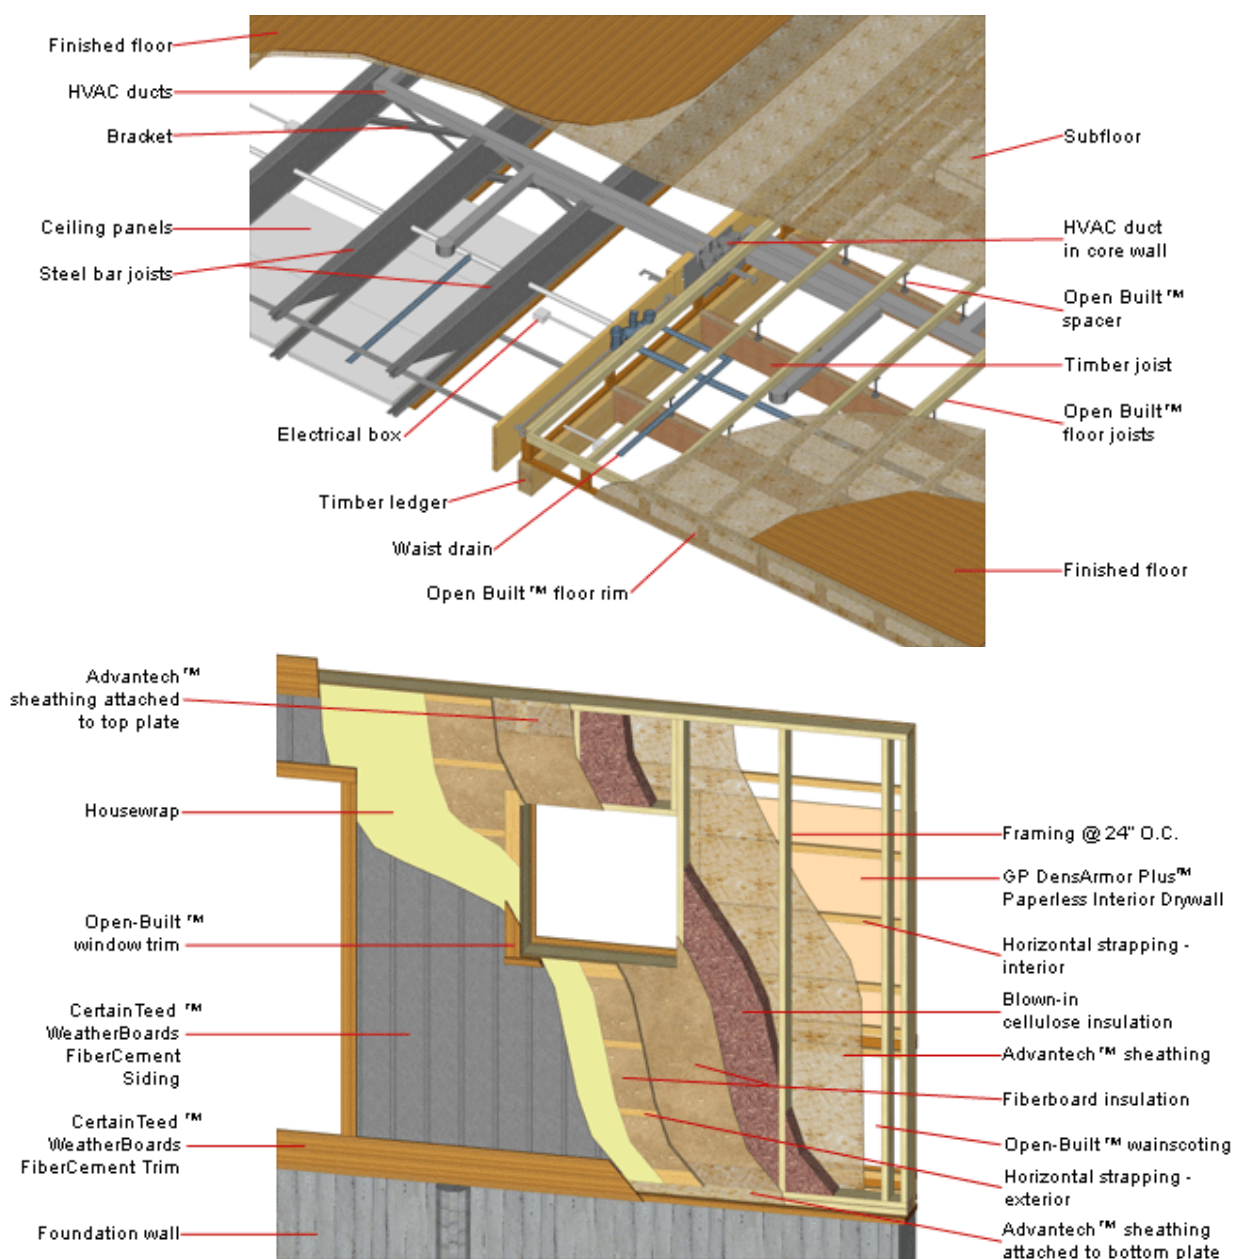 Finished floor
HVAC ducts
Bracket
Ceiling panels
Steel bar joists
Electrical box
Timber ledger
Waist drain
Open Built™ floor rim
Subfloor
HVAC duct
in core wall
Open Built™
spacer
Timber joist
Open Built™
floor joists
Finished floor
Advantech™
sheathing attached
to top plate
Housewrap
Open-Built™
window trim
CertainTeed™
WeatherBoards
FiberCement
Siding
CertainTeed™
WeatherBoards
FiberCement Trim
Foundation wall
Framing @ 24" O.C.
GP DensArmor Plus™
Paperless Interior Drywall
Horizontal strapping -
interior
Blown-in
cellulose insulation
Advantech™ sheathing
Fiberboard insulation
Open-Built™ wainscoting
Horizontal strapping -
exterior
Advantech™ sheathing
attached to bottom plate